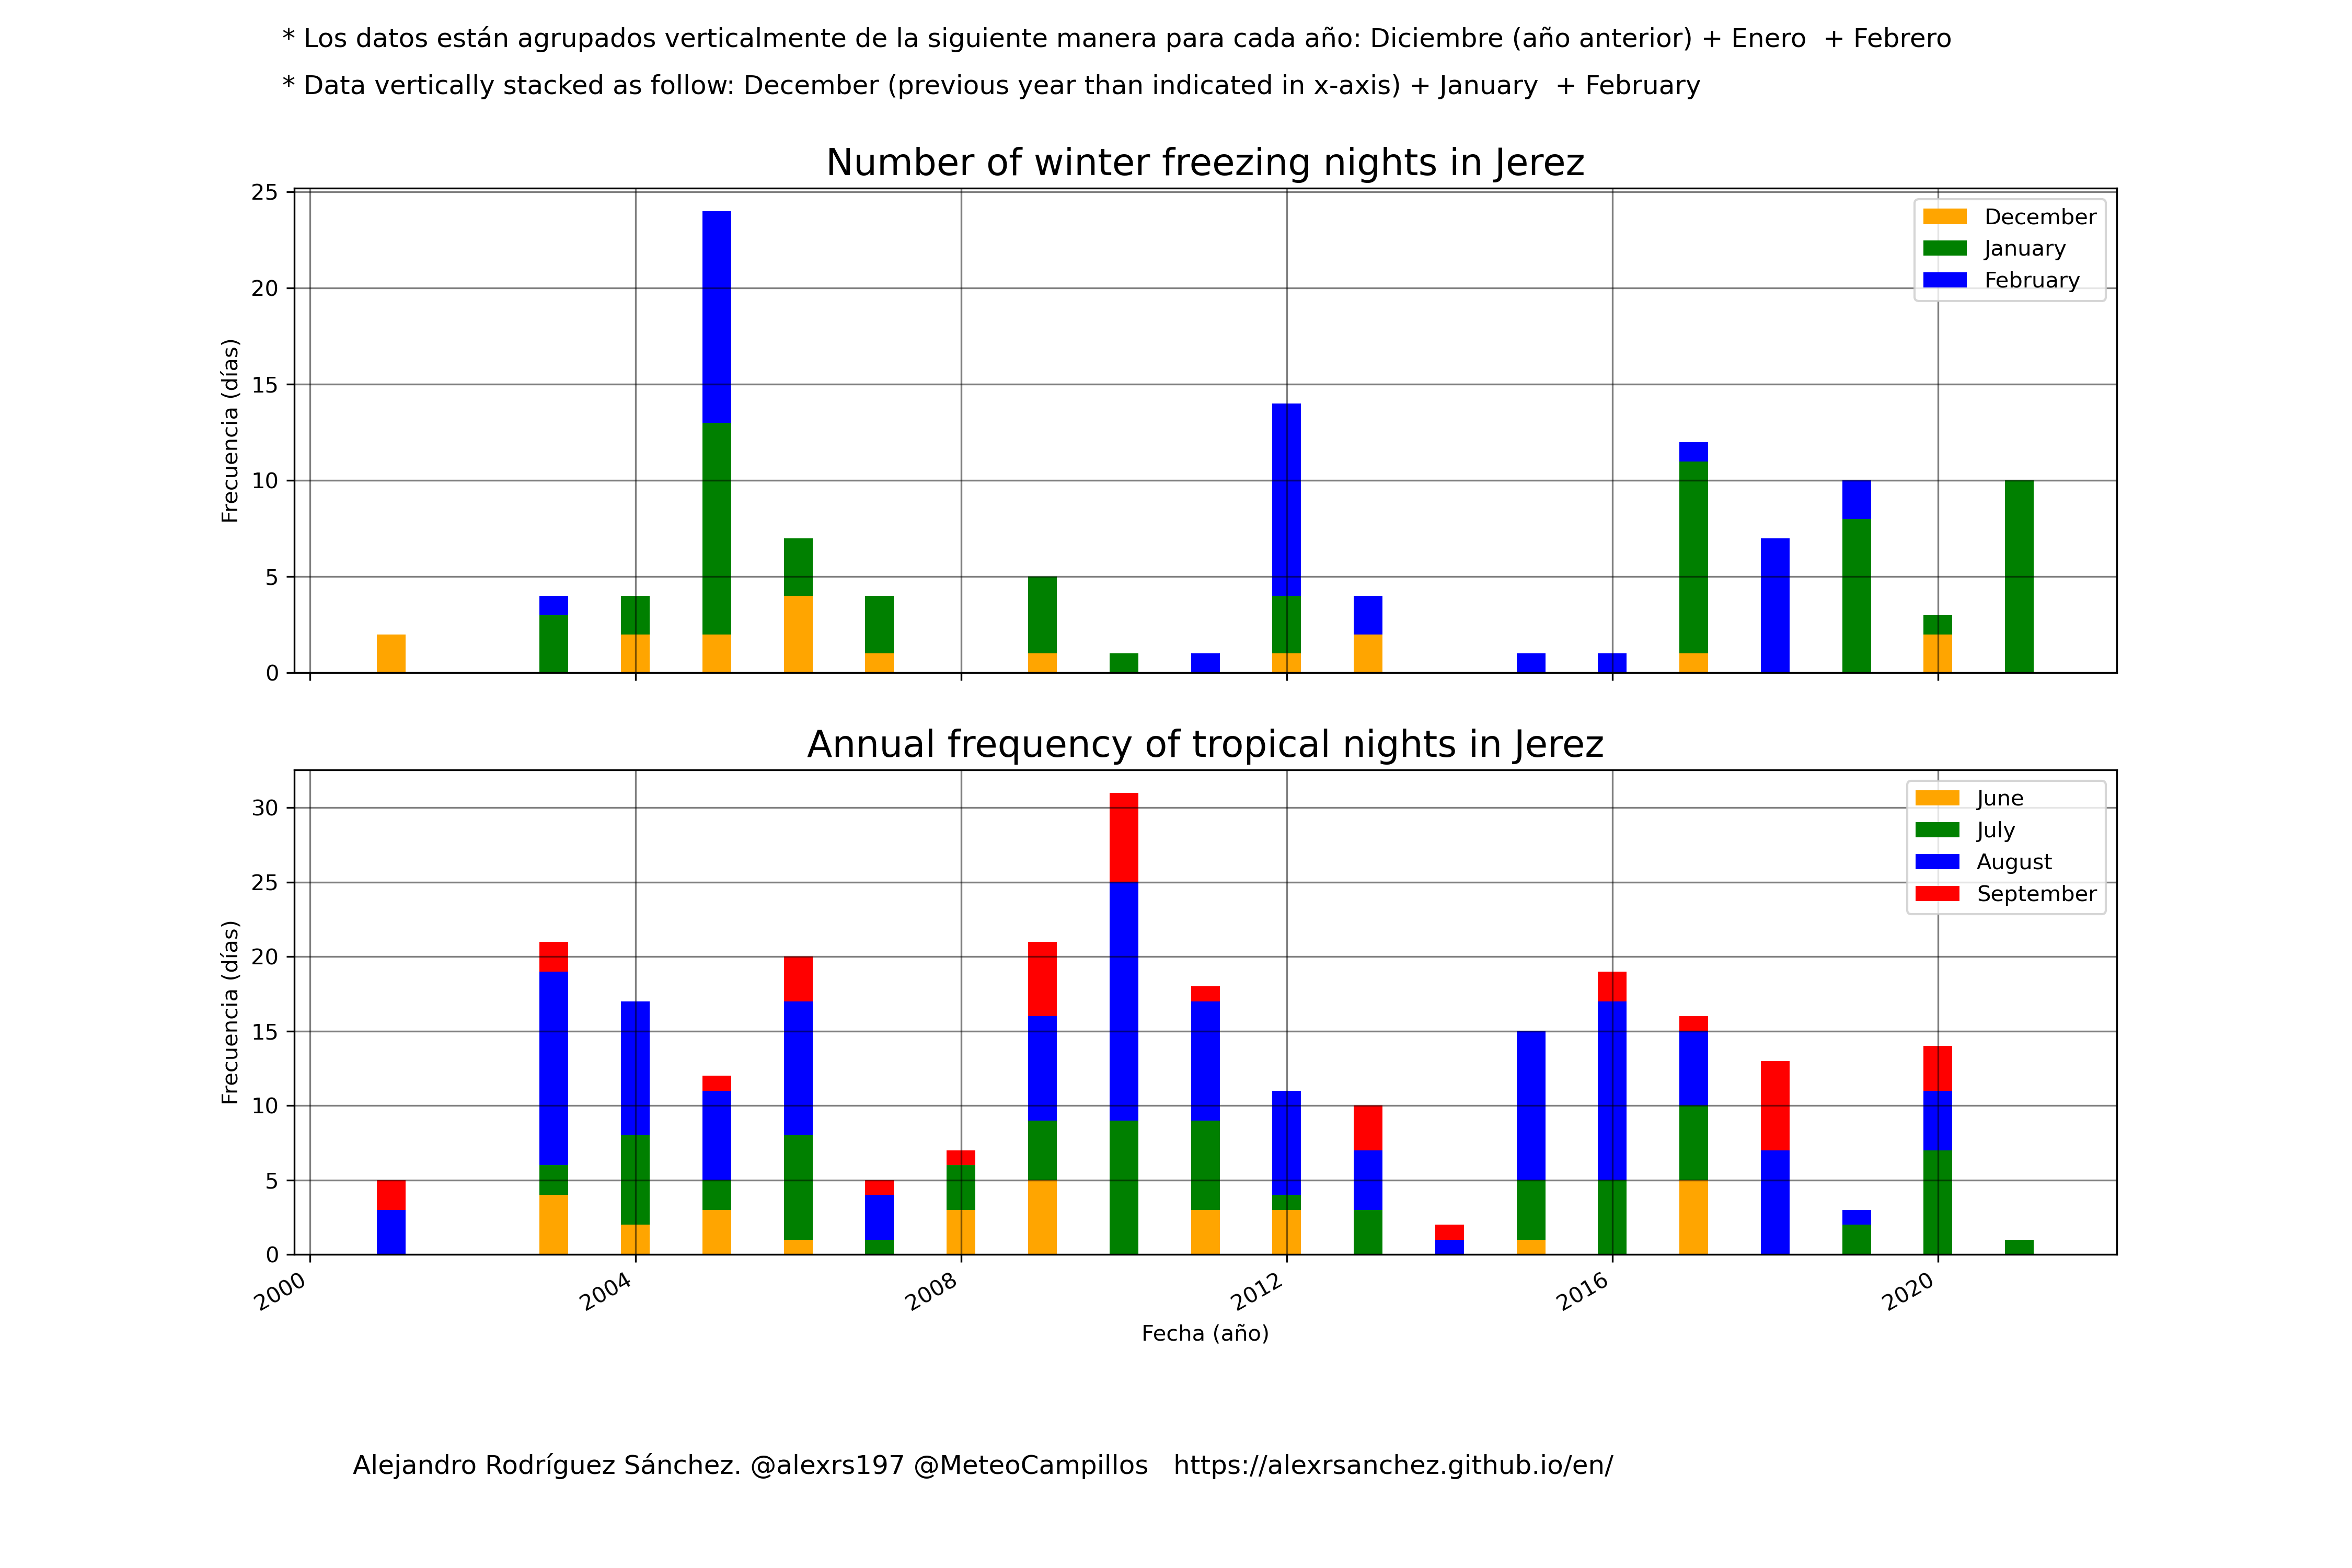 * Los datos están agrupados verticalmente de la siguiente manera para cada año: Diciembre (año anterior) + Enero  + Febrero
* Data vertically stacked as follow: December (previous year than indicated in x-axis) + January  + February
Number of winter freezing nights in Jerez
25
20
15
10
5
0
Frecuencia (días)
December
January
February
Annual frequency of tropical nights in Jerez
30
25
20
15
10
5
0
Frecuencia (días)
June
July
August
September
2000
2004
2008
2012
2016
2020
Fecha (año)
Alejandro Rodríguez Sánchez. @alexrs197 @MeteoCampillos   https://alexrsanchez.github.io/en/